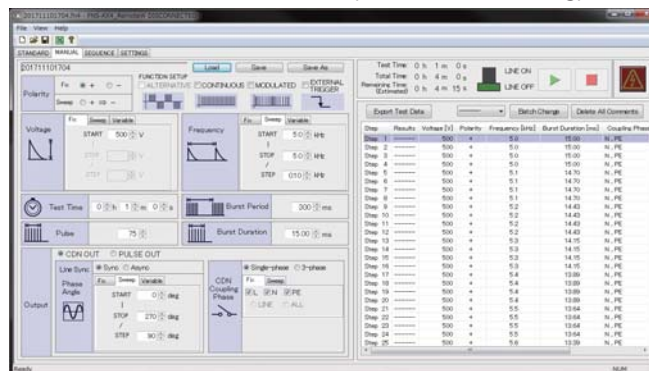 201711101704.fnt - FNS-AX4_Remotem DISCONNECTED
File View Help
STANDARD MANUAL SEQUENCE SETTINGS
201711101704 Load Save Save As
Polarity Fix + -
Sweep + ⇒ -
FUNCTION SETUP
ALTERNATIVE CONTINUOUS MODULATED EXTERNAL TRIGGER
Voltage Fix Sweep Variable
START 500 V
STOP V
STEP V
Frequency Fix Sweep Variable
START 5.0 kHz
STOP 5.0 kHz
STEP 0.10 kHz
Test Time 0 h 1 m 0 s
Burst Period 300 ms
Pulse 75
Burst Duration 15.00 ms
Output
CDN OUT PULSE OUT
Line Sync Sync Async
Phase Angle Fix Sweep Variable
START 0 deg
STOP 270 deg
STEP 90 deg
CDN Coupling Phase
Single-phase 3-phase
Fix Sweep
L N PE
LINE ALL
Test Time 0 h 1 m 0 s
Total Time 0 h 4 m 0 s
Remaining Time (Estimated) 0 h 4 m 15 s
LINE ON
LINE OFF
Export Test Data -------- Batch Change Delete All Comments
Step Results Voltage [V] Polarity Frequency [kHz] Burst Duration [ms] Coupling Phase
Step 1 -------- 500 + 5.0 15.00 N , PE
Step 2 -------- 500 + 5.0 15.00 N , PE
Step 3 -------- 500 + 5.0 15.00 N , PE
Step 4 -------- 500 + 5.0 15.00 N , PE
Step 5 -------- 500 + 5.1 14.70 N , PE
Step 6 -------- 500 + 5.1 14.70 N , PE
Step 7 -------- 500 + 5.1 14.70 N , PE
Step 8 -------- 500 + 5.1 14.70 N , PE
Step 9 -------- 500 + 5.2 14.43 N , PE
Step 10 -------- 500 + 5.2 14.43 N , PE
Step 11 -------- 500 + 5.2 14.43 N , PE
Step 12 -------- 500 + 5.2 14.43 N , PE
Step 13 -------- 500 + 5.3 14.15 N , PE
Step 14 -------- 500 + 5.3 14.15 N , PE
Step 15 -------- 500 + 5.3 14.15 N , PE
Step 16 -------- 500 + 5.3 14.15 N , PE
Step 17 -------- 500 + 5.4 13.89 N , PE
Step 18 -------- 500 + 5.4 13.89 N , PE
Step 19 -------- 500 + 5.4 13.89 N , PE
Step 20 -------- 500 + 5.4 13.89 N , PE
Step 21 -------- 500 + 5.5 13.64 N , PE
Step 22 -------- 500 + 5.5 13.64 N , PE
Step 23 -------- 500 + 5.5 13.64 N , PE
Step 24 -------- 500 + 5.5 13.64 N , PE
Step 25 -------- 500 + 5.6 13.39 N , PE
NUM